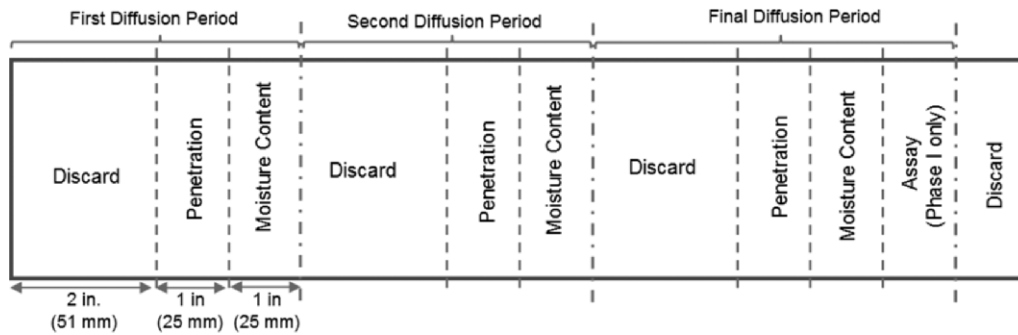 First Diffusion Period
Second Diffusion Period
Final Diffusion Period
Discard
Penetration
Moisture Content
Discard
Penetration
Moisture Content
Discard
Penetration
Moisture Content
Assay
(Phase I only)
Discard
2 in.
(51 mm)
1 in
(25 mm)
1 in
(25 mm)